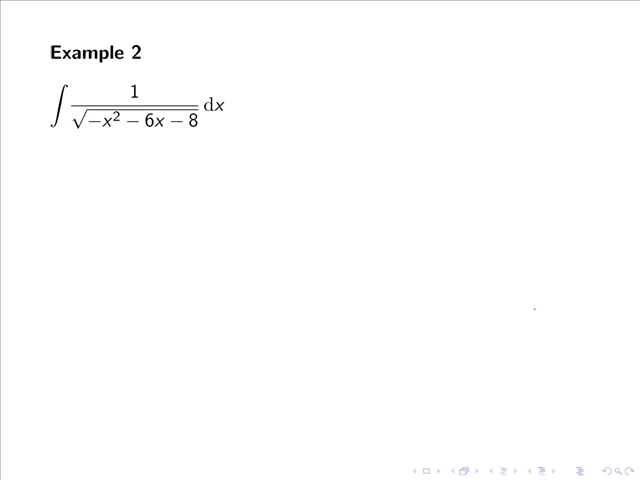 Example 2
∫ 1/√(−x² − 6x − 8) dx